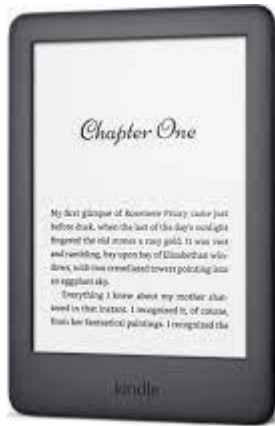 Chapter One
My first glimpse of Rosemere Priory came just
before dusk, when the last of the day's sunlight
fingered the old stones a rosy gold. It was vast
and rambling, bay upon bay of Elizabethan win-
dows, with two crenellated towers pointing into
an eggplant sky.
Everything I knew about my mother chan-
ged in that instant. I recognized it, of course,
from her fantastical paintings. I recognized the
kindle